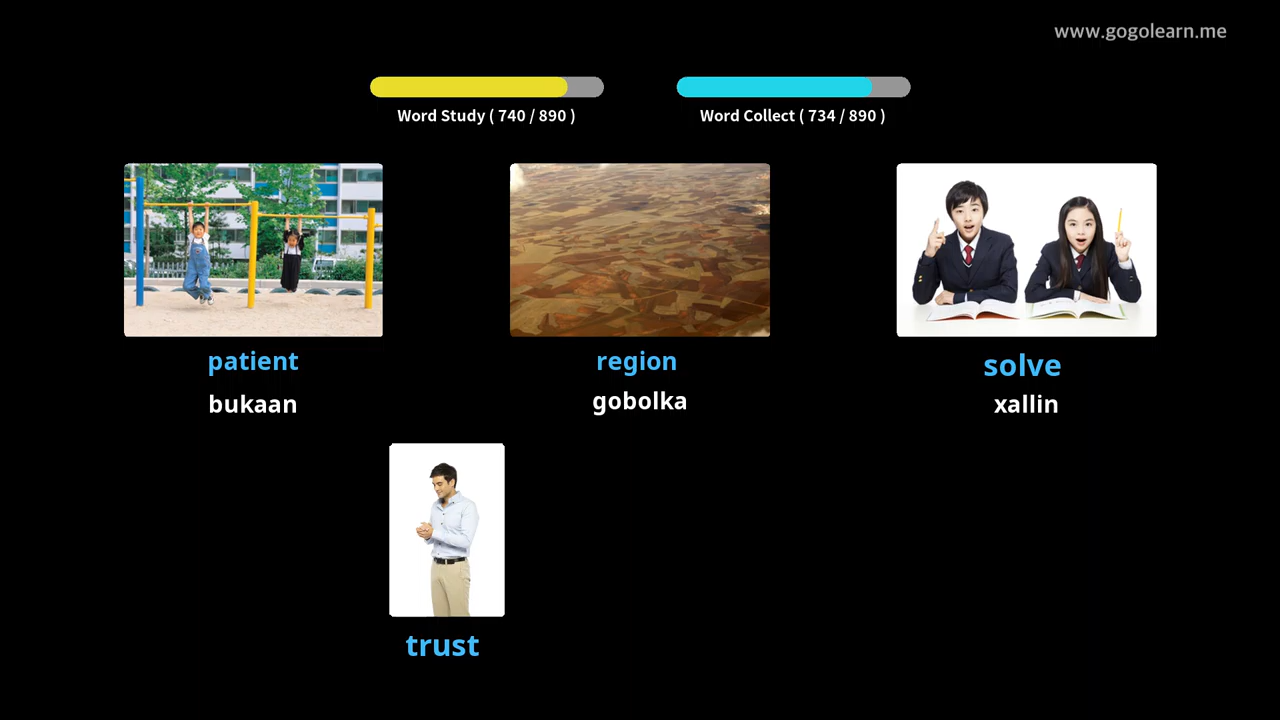 www.gogolearn.me
Word Study ( 740 / 890 )
Word Collect ( 734 / 890 )
patient
region
solve
bukaan
gobolka
xallin
trust